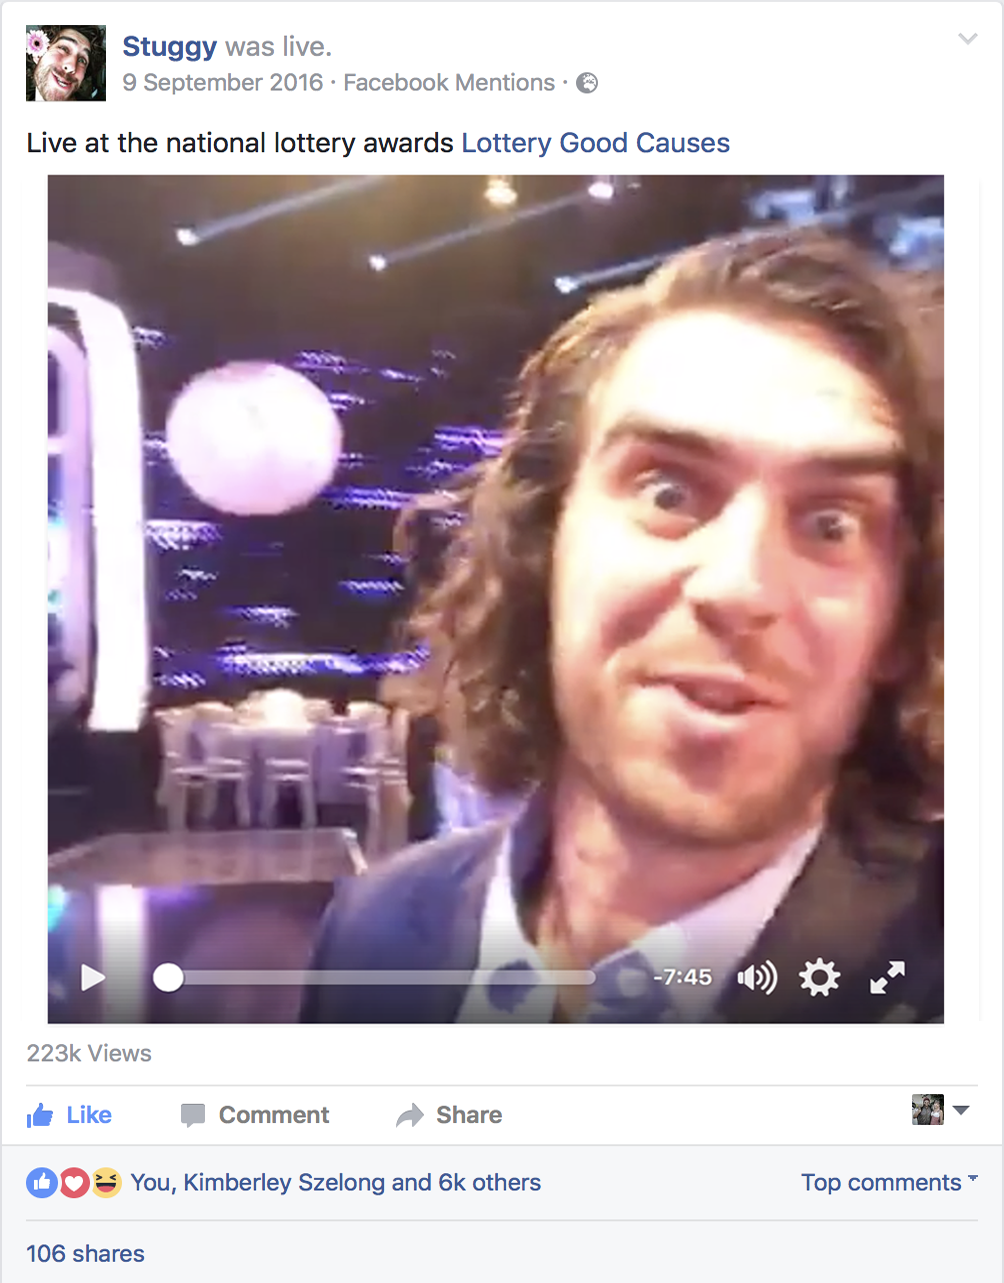 Stuggy was live.
9 September 2016 · Facebook Mentions ·
Live at the national lottery awards Lottery Good Causes
-7:45
223k Views
Like Comment Share
You, Kimberley Szelong and 6k others Top comments
106 shares